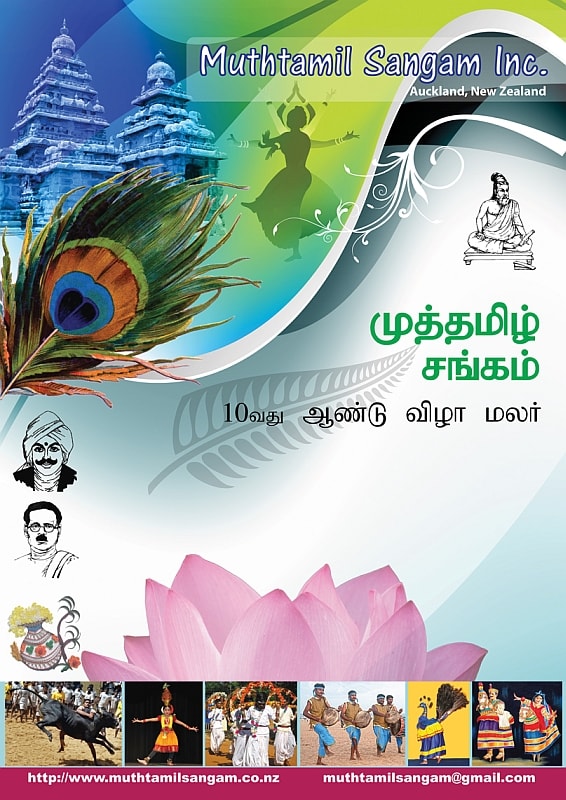 Muthtamil Sangam Inc.
Auckland, New Zealand
முத்தமிழ்
சங்கம்
10வது ஆண்டு விழா மலர்
http://www.muthtamilsangam.co.nz muthtamilsangam@gmail.com